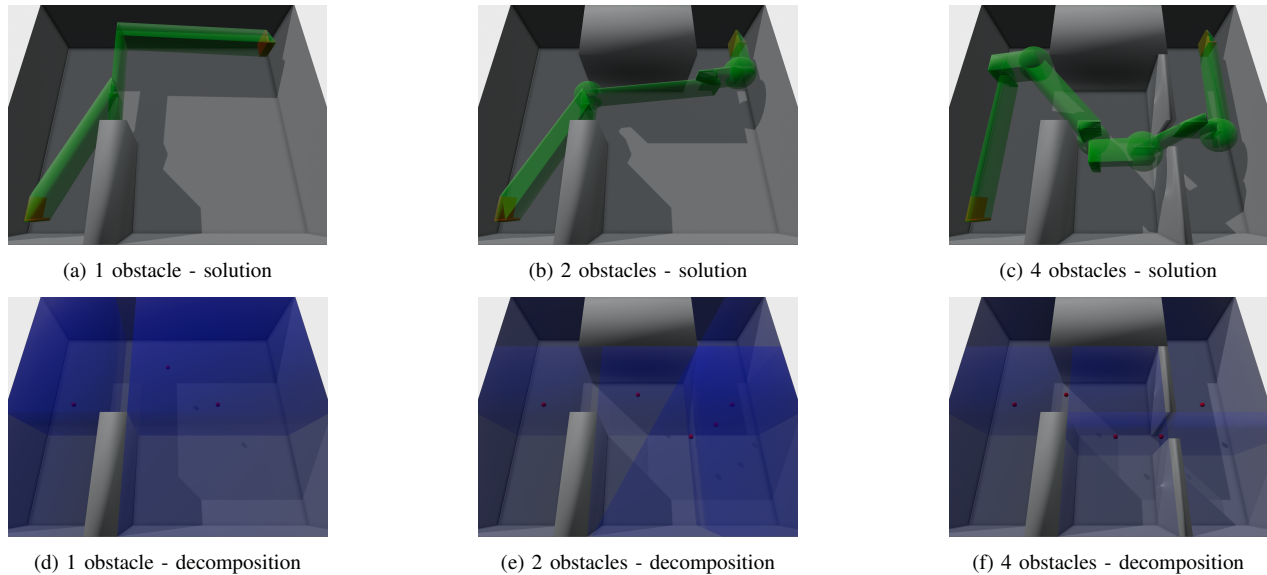 (a) 1 obstacle - solution
(b) 2 obstacles - solution
(c) 4 obstacles - solution
(d) 1 obstacle - decomposition
(e) 2 obstacles - decomposition
(f) 4 obstacles - decomposition